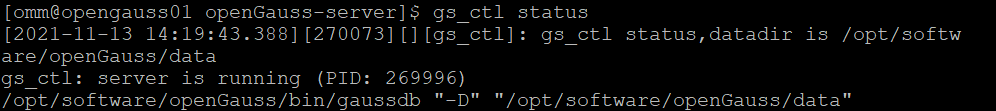 [omm@opengauss01 openGauss-server]$ gs_ctl status
[2021-11-13 14:19:43.388][270073][][gs_ctl]: gs_ctl status,datadir is /opt/softw
are/openGauss/data
gs_ctl: server is running (PID: 269996)
/opt/software/openGauss/bin/gaussdb "-D" "/opt/software/openGauss/data"